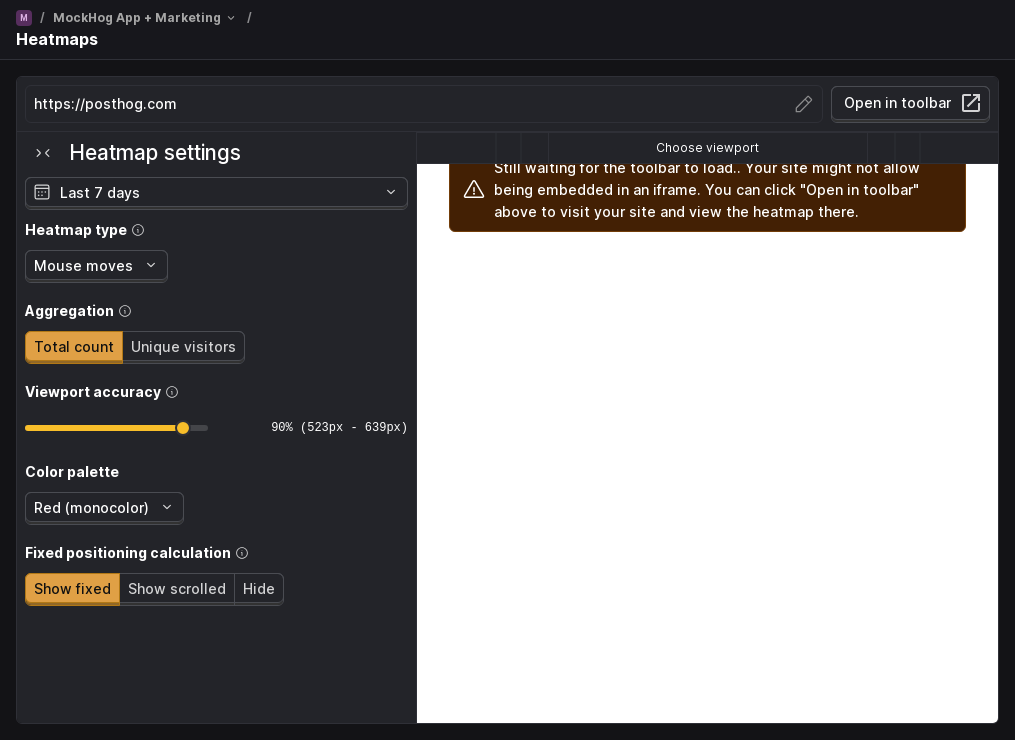 M / MockHog App + Marketing /
Heatmaps
https://posthog.com
Open in toolbar
Heatmap settings
Last 7 days
Heatmap type
Mouse moves
Aggregation
Total count Unique visitors
Viewport accuracy
90% (523px - 639px)
Color palette
Red (monocolor)
Fixed positioning calculation
Show fixed Show scrolled Hide
Choose viewport
Still waiting for the toolbar to load.. Your site might not allow
being embedded in an iframe. You can click "Open in toolbar"
above to visit your site and view the heatmap there.